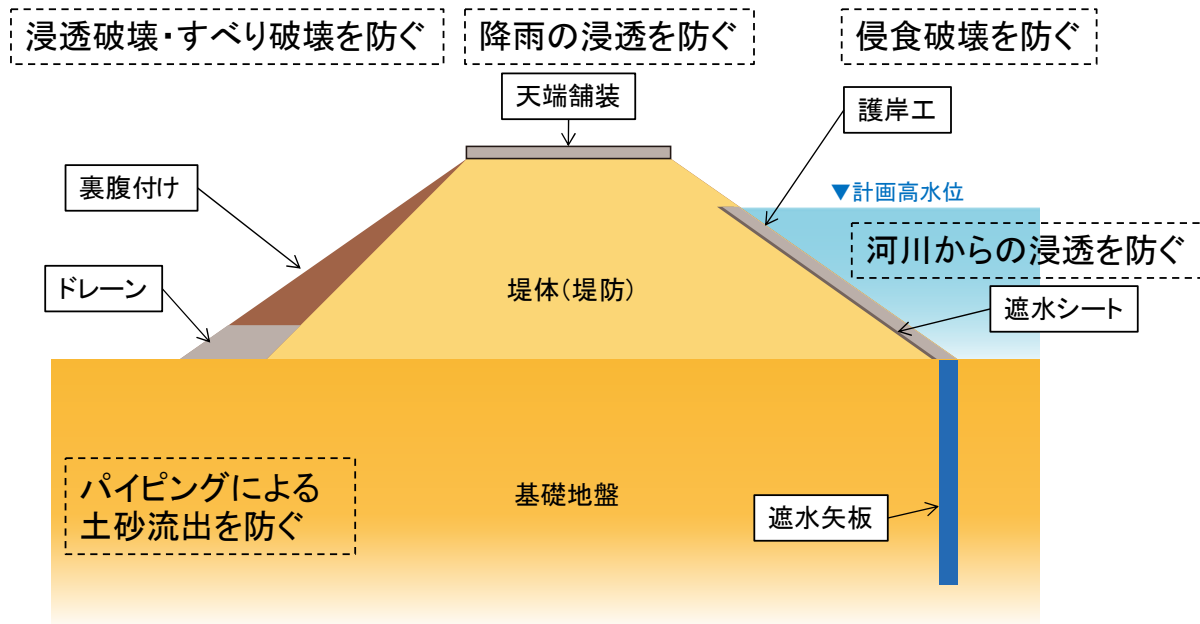 浸透破壊・すべり破壊を防ぐ
降雨の浸透を防ぐ
侵食破壊を防ぐ
天端舗装
護岸工
裏腹付け
▼計画高水位
河川からの浸透を防ぐ
ドレーン
堤体(堤防)
遮水シート
パイピングによる
土砂流出を防ぐ
基礎地盤
遮水矢板